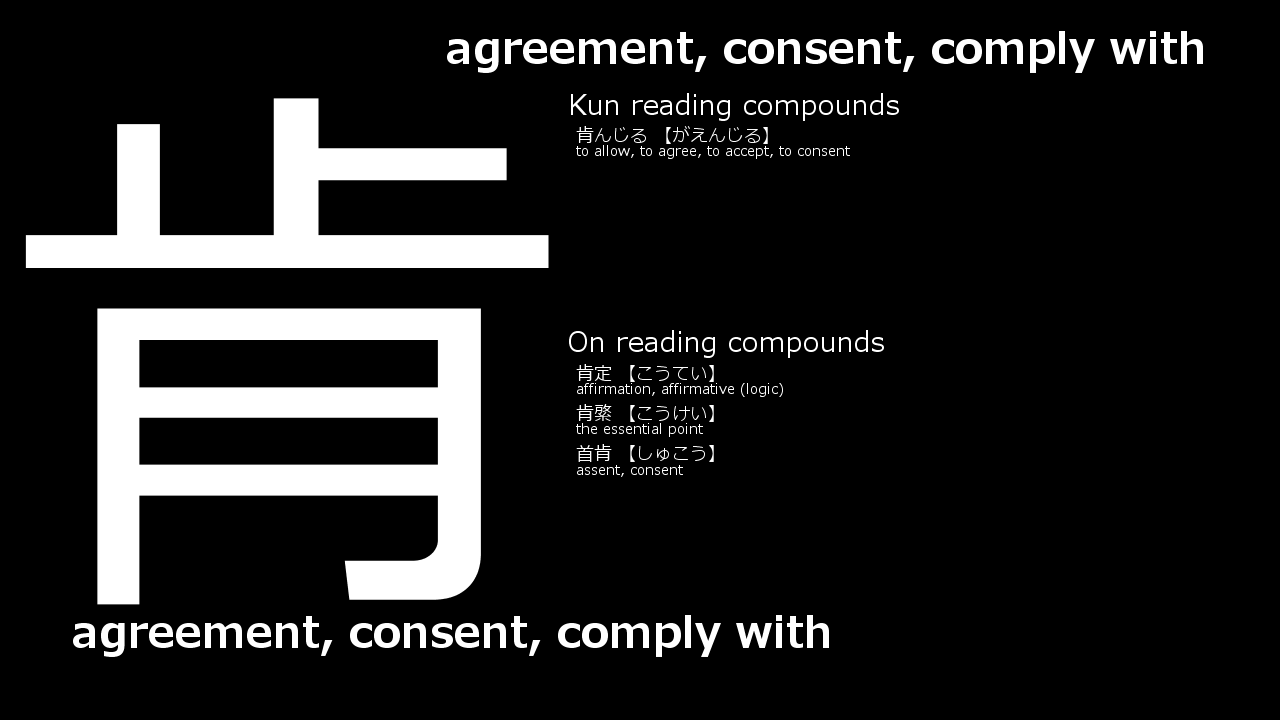 agreement, consent, comply with
肯
Kun reading compounds
肯んじる 【がえんじる】
to allow, to agree, to accept, to consent
On reading compounds
肯定 【こうてい】
affirmation, affirmative (logic)
肯綮 【こうけい】
the essential point
首肯 【しゅこう】
assent, consent
agreement, consent, comply with